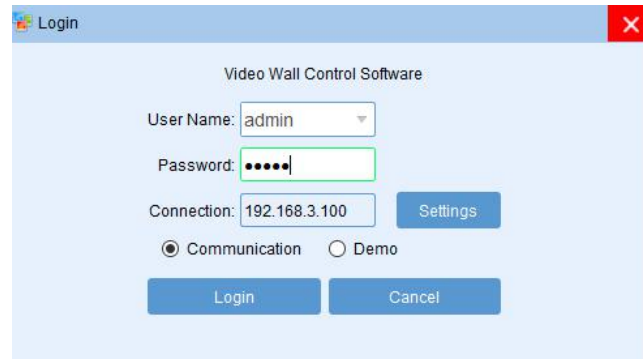 Login
Video Wall Control Software
User Name: admin
Password: •••••
Connection: 192.168.3.100 Settings
Communication Demo
Login Cancel